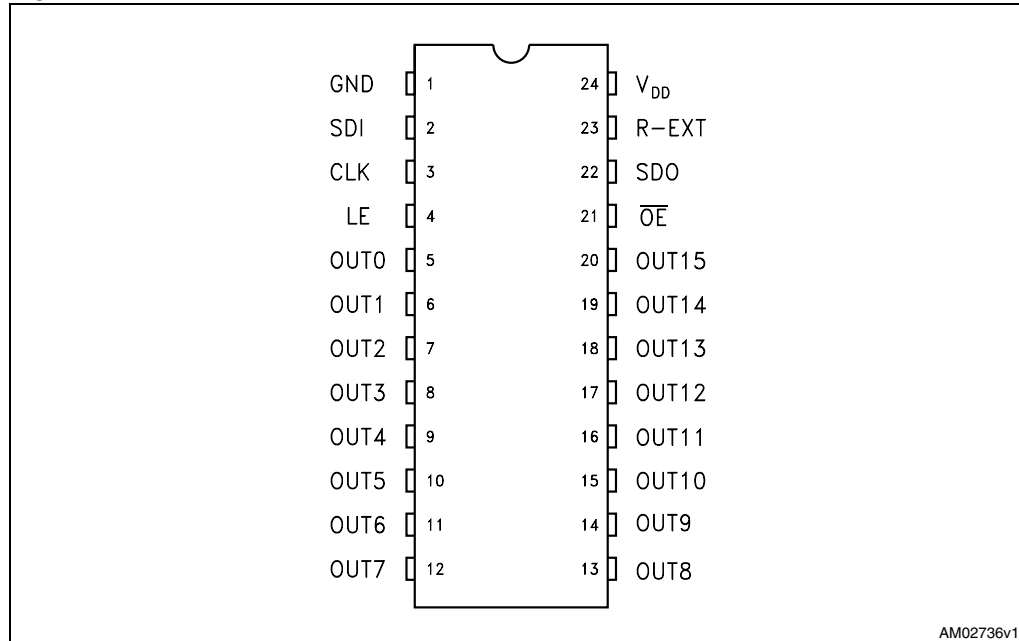 GND 1 24 VDD
SDI 2 23 R-EXT
CLK 3 22 SDO
LE 4 21 O̅E̅
OUT0 5 20 OUT15
OUT1 6 19 OUT14
OUT2 7 18 OUT13
OUT3 8 17 OUT12
OUT4 9 16 OUT11
OUT5 10 15 OUT10
OUT6 11 14 OUT9
OUT7 12 13 OUT8
AM02736v1